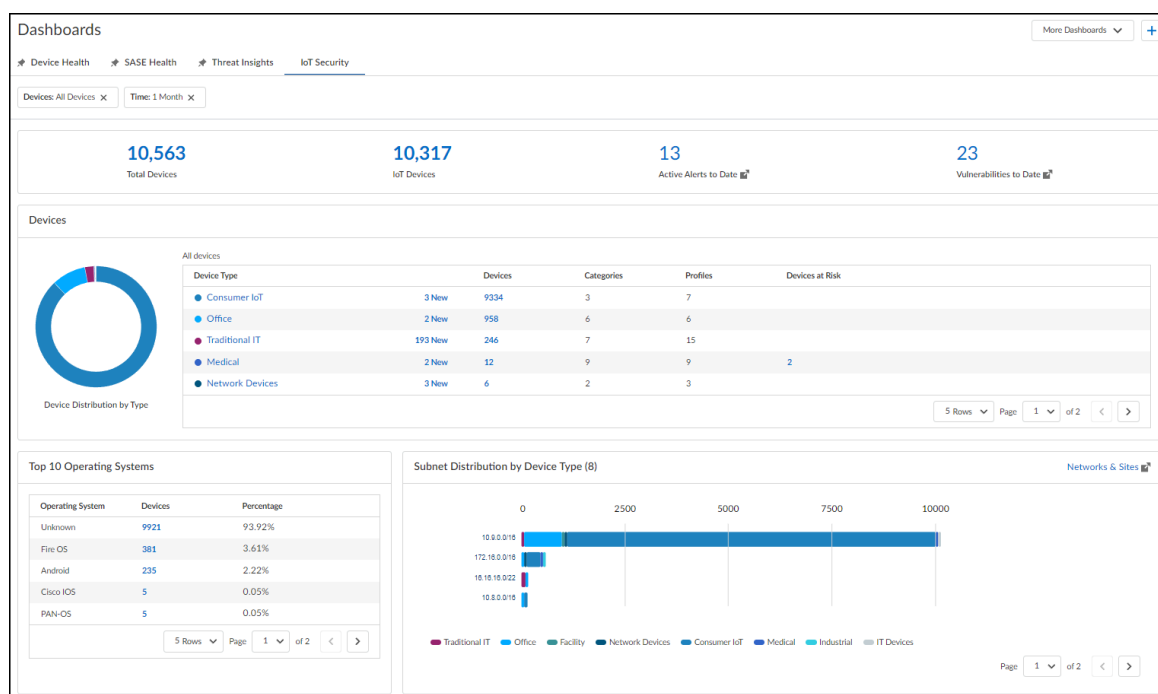 Dashboards
More Dashboards
Device Health SASE Health Threat Insights IoT Security
Devices: All Devices Time: 1 Month
10,563 10,317 13 23
Total Devices IoT Devices Active Alerts to Date Vulnerabilities to Date
Devices
All devices
Device Type Devices Categories Profiles Devices at Risk
Consumer IoT 3 New 9334 3 7
Office 2 New 958 6 6
Traditional IT 193 New 246 7 15
Medical 2 New 12 9 9 2
Network Devices 3 New 6 2 3
Device Distribution by Type
5 Rows Page 1 of 2
Top 10 Operating Systems
Operating System Devices Percentage
Unknown 9921 93.92%
Fire OS 381 3.61%
Android 235 2.22%
Cisco IOS 5 0.05%
PAN-OS 5 0.05%
5 Rows Page 1 of 2
Subnet Distribution by Device Type (8) Networks & Sites
0 2500 5000 7500 10000
10.9.0.0/16
172.16.0.0/16
16.16.16.0/22
10.8.0.0/16
Traditional IT Office Facility Network Devices Consumer IoT Medical Industrial IT Devices
Page 1 of 2